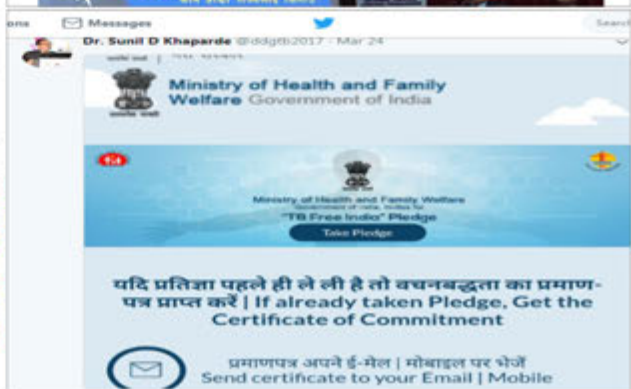 ons Messages Search
Dr. Sunil D Khaparde @ddgtb2017 - Mar 24
Ministry of Health and Family
Welfare Government of India
Ministry of Health and Family Welfare
"TB Free India" Pledge
Take Pledge
यदि प्रतिज्ञा पहले ही ले ली है तो वचनबद्धता का प्रमाण-
पत्र प्राप्त करें | If already taken Pledge, Get the
Certificate of Commitment
प्रमाणपत्र अपने ई-मेल | मोबाइल पर भेजें
Send certificate to your Email | Mobile